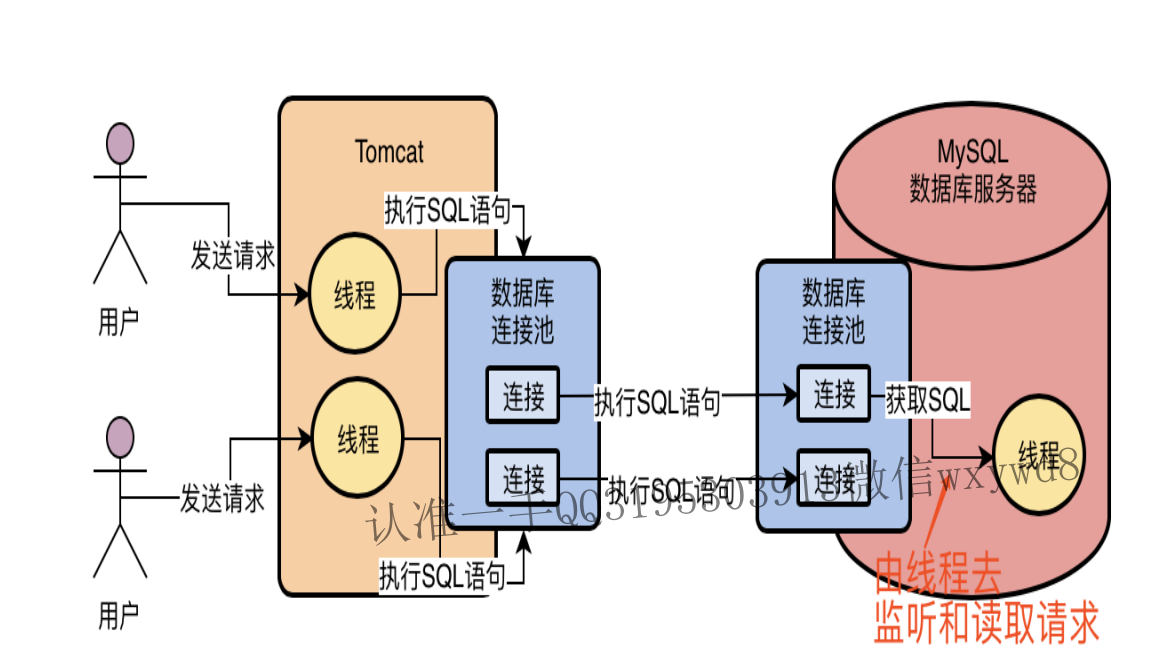 Tomcat
MySQL
数据库服务器
执行SQL语句
发送请求
线程
数据库
连接池
数据库
连接池
用户
连接
执行SQL语句
连接
获取SQL
线程
线程
发送请求
连接
执行SQL语句
连接
认准一手QQ3195303913微信wxywd8
执行SQL语句
由线程去
监听和读取请求
用户